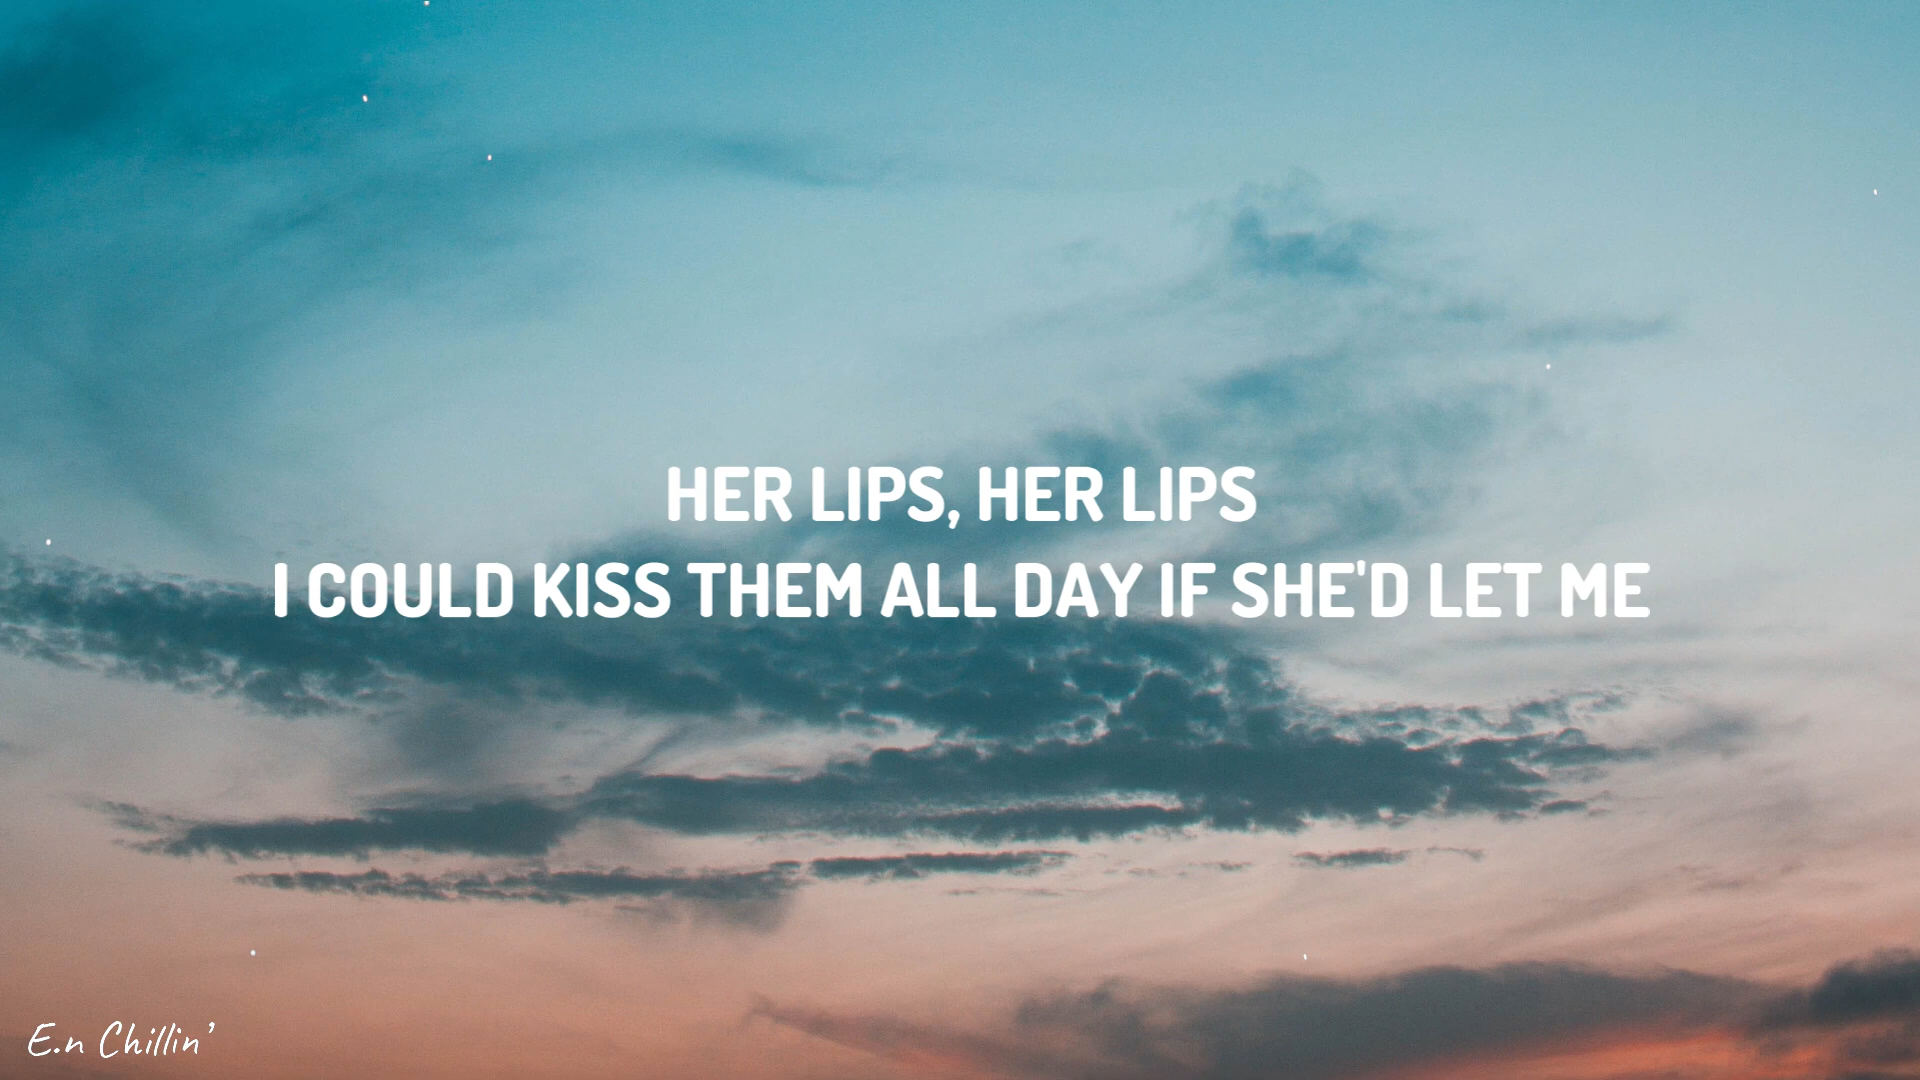 HER LIPS, HER LIPS
I COULD KISS THEM ALL DAY IF SHE'D LET ME
E.n Chillin'